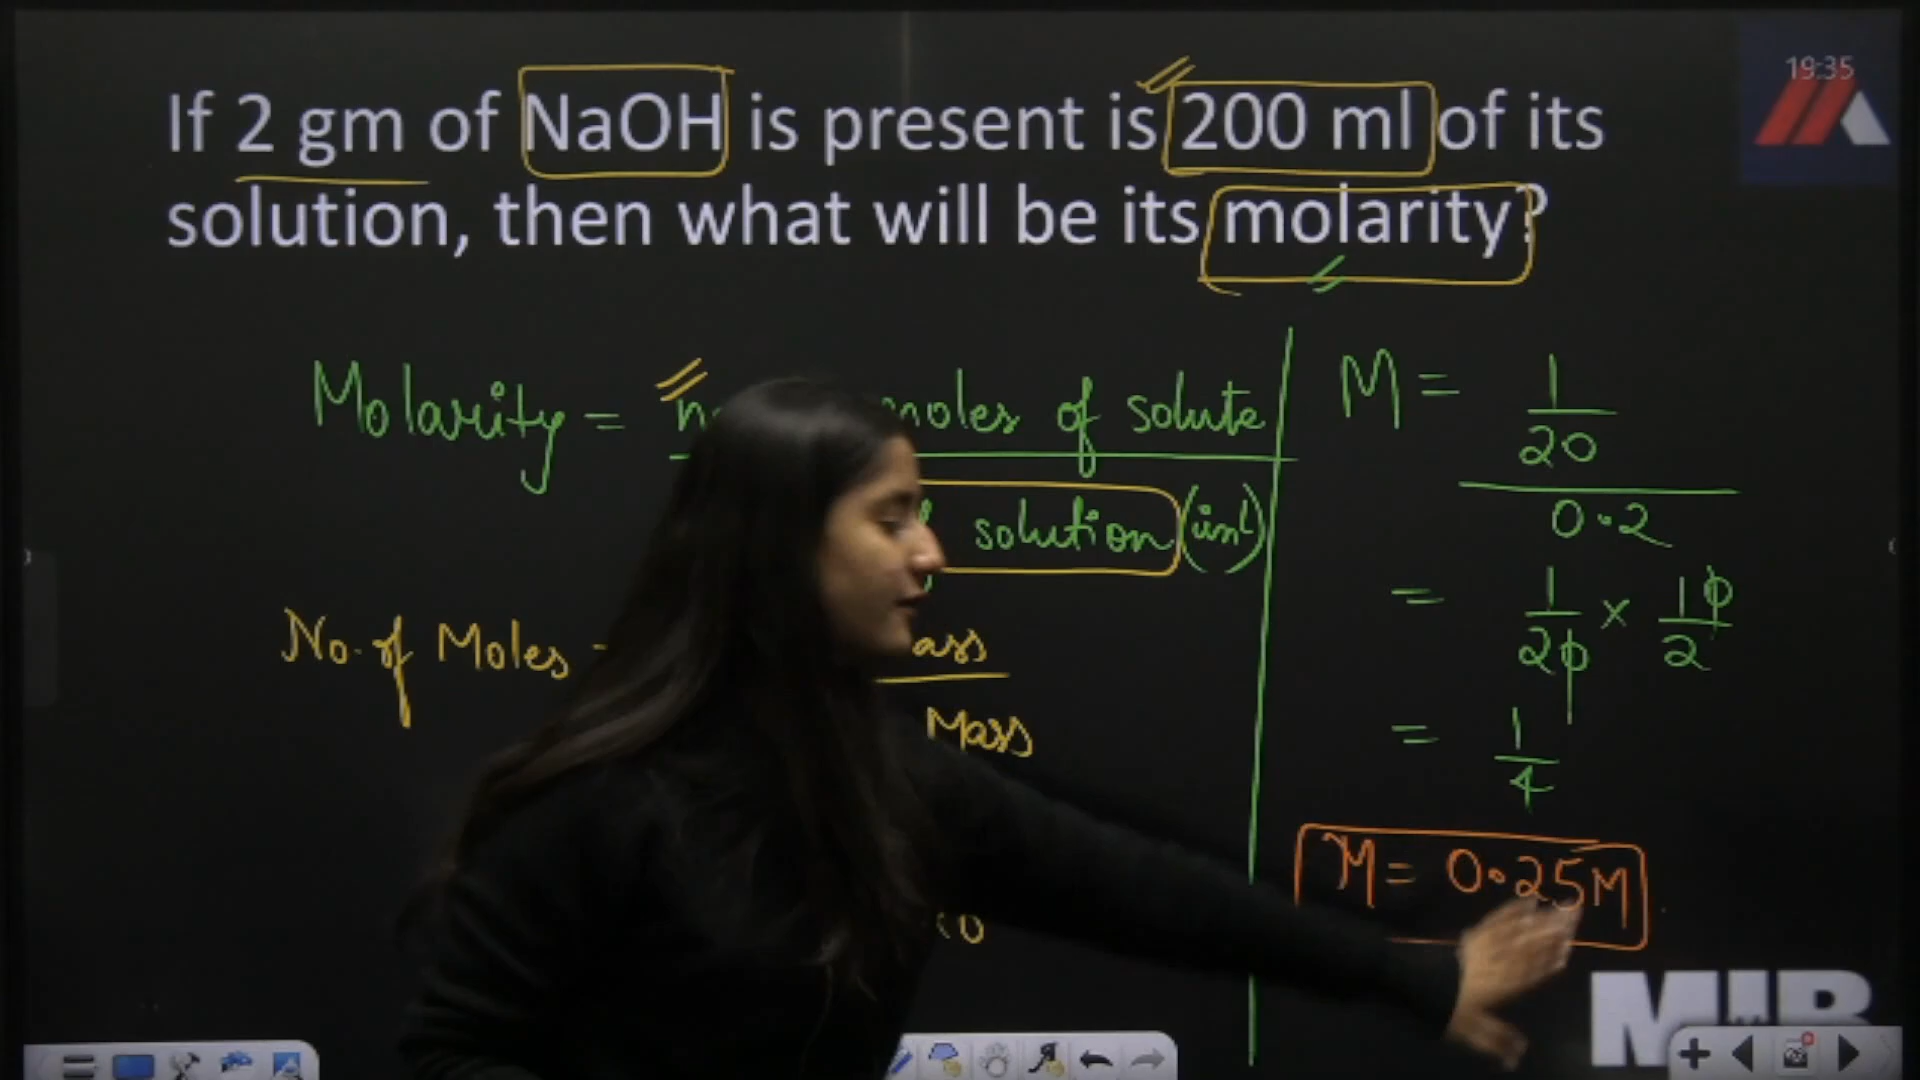 19:35
If 2 gm of NaOH is present is 200 ml of its
solution, then what will be its molarity?
Molarity = moles of solute
solution (in l)
No. of Moles =
Mass
M = 1
20
0.2
= 1/20 × 10/2
= 1/4
M = 0.25M